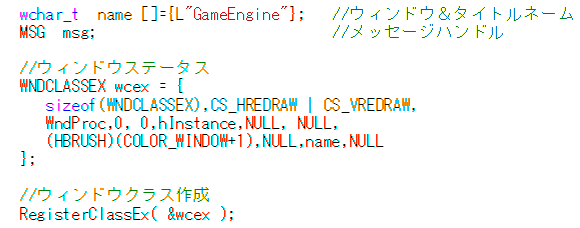 wchar_t name []={L"GameEngine"}; //ウィンドウ＆タイトルネーム
MSG msg; //メッセージハンドル
//ウィンドウステータス
WNDCLASSEX wcex = {
sizeof(WNDCLASSEX),CS_HREDRAW | CS_VREDRAW,
WndProc,0, 0,hInstance,NULL, NULL,
(HBRUSH)(COLOR_WINDOW+1),NULL,name,NULL
};
//ウィンドウクラス作成
RegisterClassEx( &wcex );